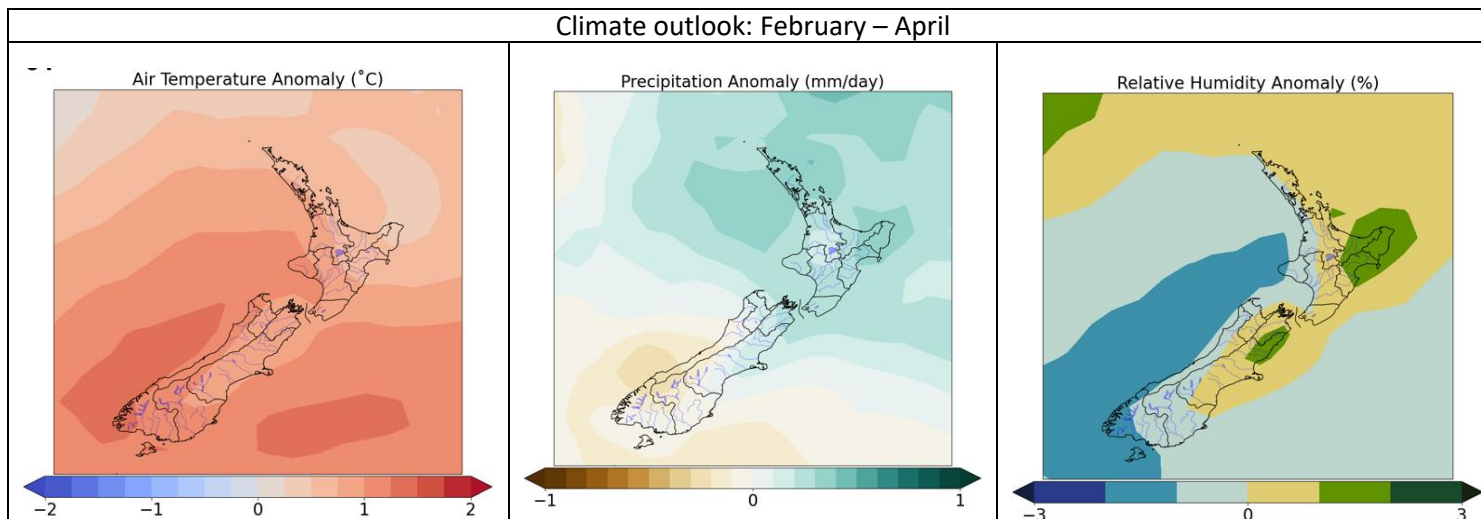 Climate outlook: February – April
Air Temperature Anomaly (˚C)
−2 −1 0 1 2
Precipitation Anomaly (mm/day)
−1 0 1
Relative Humidity Anomaly (%)
−3 0 3